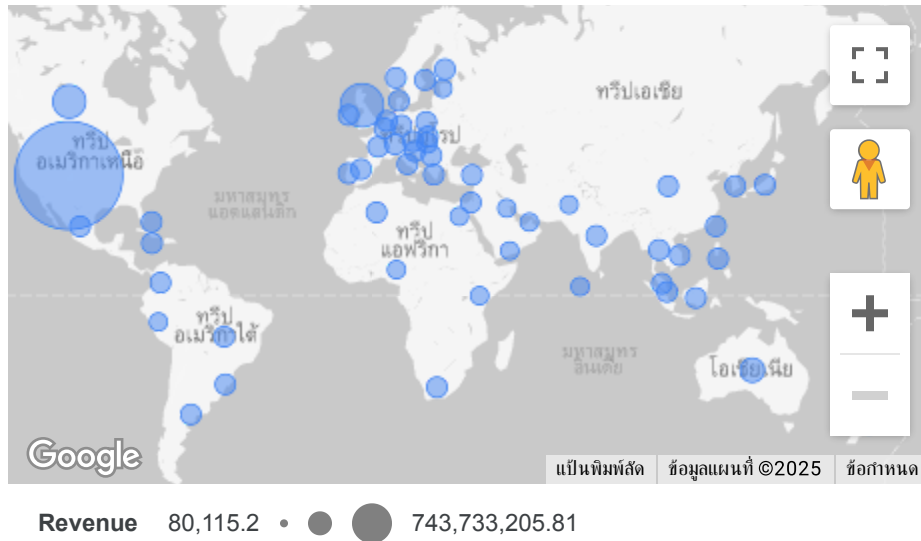 ทวีปเอเชีย
ทวีป
อเมริกาเหนือ
มหาสมุทร
แอตแลนติก
ทวีป
แอฟริกา
ทวีป
อเมริกาใต้
มหาสมุทร
อินเดีย
โอเชียเนีย
Google
แป้นพิมพ์ลัด ข้อมูลแผนที่ ©2025 ข้อกำหนด
Revenue 80,115.2 743,733,205.81